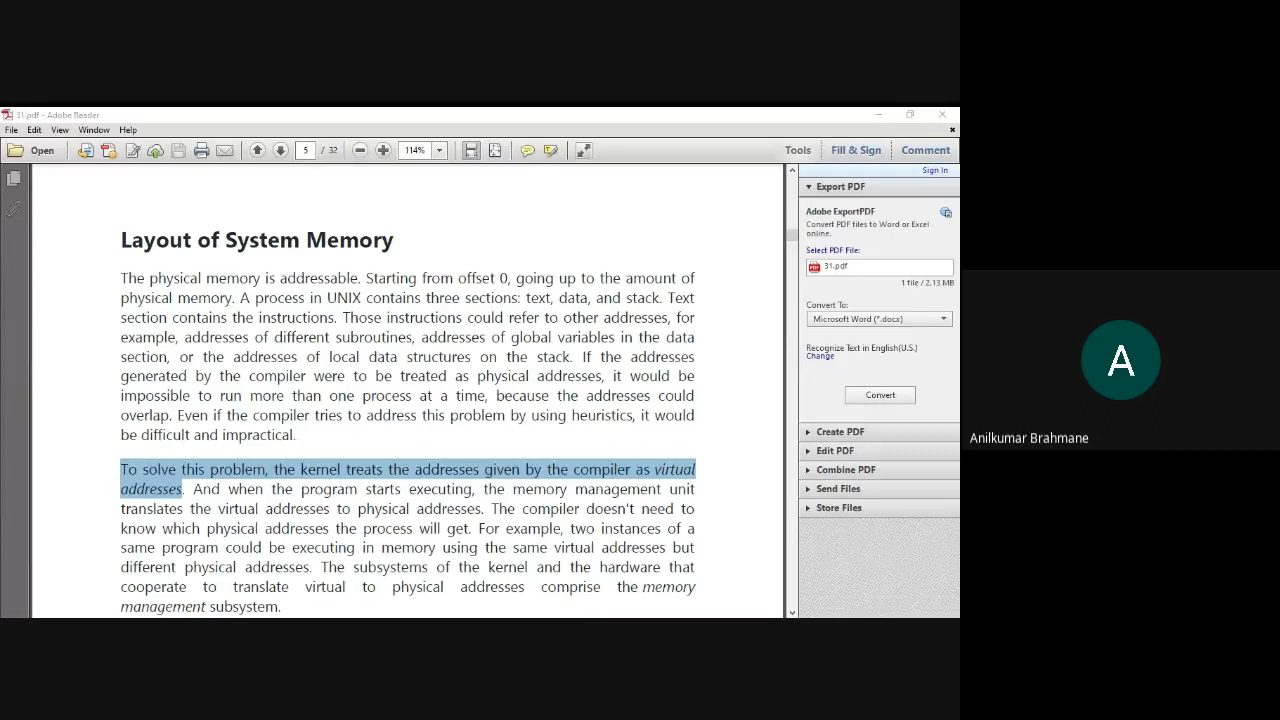 31.pdf - Adobe Reader
File Edit View Window Help
Open 5 / 32 114% Tools Fill & Sign Comment
Sign In
Export PDF
Adobe ExportPDF
Convert PDF files to Word or Excel
online.
Select PDF File:
31.pdf
1 file / 2.13 MB
Convert To:
Microsoft Word (*.docx)
Recognize Text in English(U.S.)
Change
Convert
Create PDF
Edit PDF
Combine PDF
Send Files
Store Files
Layout of System Memory
The physical memory is addressable. Starting from offset 0, going up to the amount of
physical memory. A process in UNIX contains three sections: text, data, and stack. Text
section contains the instructions. Those instructions could refer to other addresses, for
example, addresses of different subroutines, addresses of global variables in the data
section, or the addresses of local data structures on the stack. If the addresses
generated by the compiler were to be treated as physical addresses, it would be
impossible to run more than one process at a time, because the addresses could
overlap. Even if the compiler tries to address this problem by using heuristics, it would
be difficult and impractical.
To solve this problem, the kernel treats the addresses given by the compiler as virtual
addresses. And when the program starts executing, the memory management unit
translates the virtual addresses to physical addresses. The compiler doesn't need to
know which physical addresses the process will get. For example, two instances of a
same program could be executing in memory using the same virtual addresses but
different physical addresses. The subsystems of the kernel and the hardware that
cooperate to translate virtual to physical addresses comprise the memory
management subsystem.
A
Anilkumar Brahmane